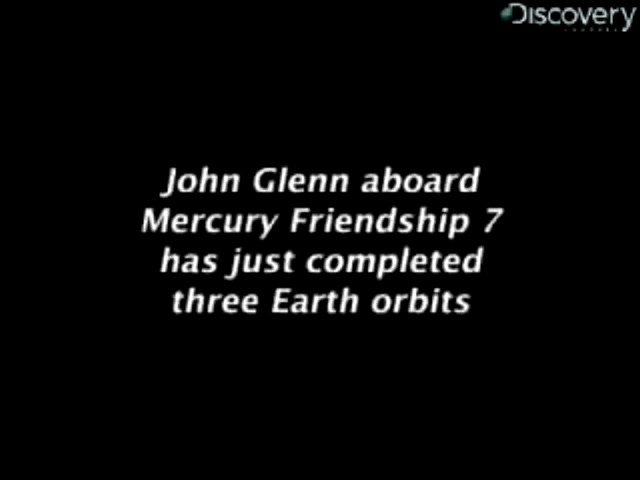 Discovery
John Glenn aboard
Mercury Friendship 7
has just completed
three Earth orbits